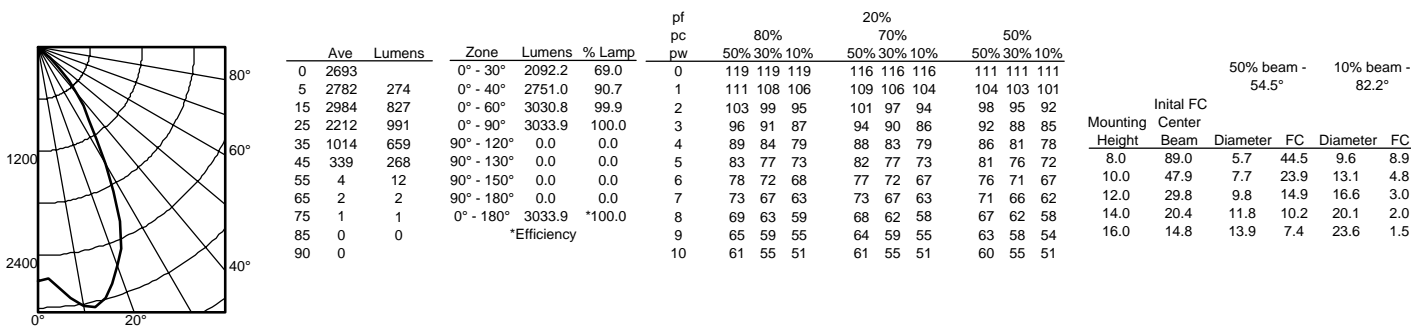 1200
2400
0°
20°
40°
60°
80°
Ave Lumens
0 2693
5 2782 274
15 2984 827
25 2212 991
35 1014 659
45 339 268
55 4 12
65 2 2
75 1 1
85 0 0
90 0
Zone Lumens % Lamp
0° - 30° 2092.2 69.0
0° - 40° 2751.0 90.7
0° - 60° 3030.8 99.9
0° - 90° 3033.9 100.0
90° - 120° 0.0 0.0
90° - 130° 0.0 0.0
90° - 150° 0.0 0.0
90° - 180° 0.0 0.0
0° - 180° 3033.9 *100.0
*Efficiency
pf 20%
pc 80% 70% 50%
pw 50% 30% 10% 50% 30% 10% 50% 30% 10%
0 119 119 119 116 116 116 111 111 111
1 111 108 106 109 106 104 104 103 101
2 103 99 95 101 97 94 98 95 92
3 96 91 87 94 90 86 92 88 85
4 89 84 79 88 83 79 86 81 78
5 83 77 73 82 77 73 81 76 72
6 78 72 68 77 72 67 76 71 67
7 73 67 63 73 67 63 71 66 62
8 69 63 59 68 62 58 67 62 58
9 65 59 55 64 59 55 63 58 54
10 61 55 51 61 55 51 60 55 51
50% beam - 10% beam -
54.5° 82.2°
Inital FC
Mounting Center
Height Beam Diameter FC Diameter FC
8.0 89.0 5.7 44.5 9.6 8.9
10.0 47.9 7.7 23.9 13.1 4.8
12.0 29.8 9.8 14.9 16.6 3.0
14.0 20.4 11.8 10.2 20.1 2.0
16.0 14.8 13.9 7.4 23.6 1.5